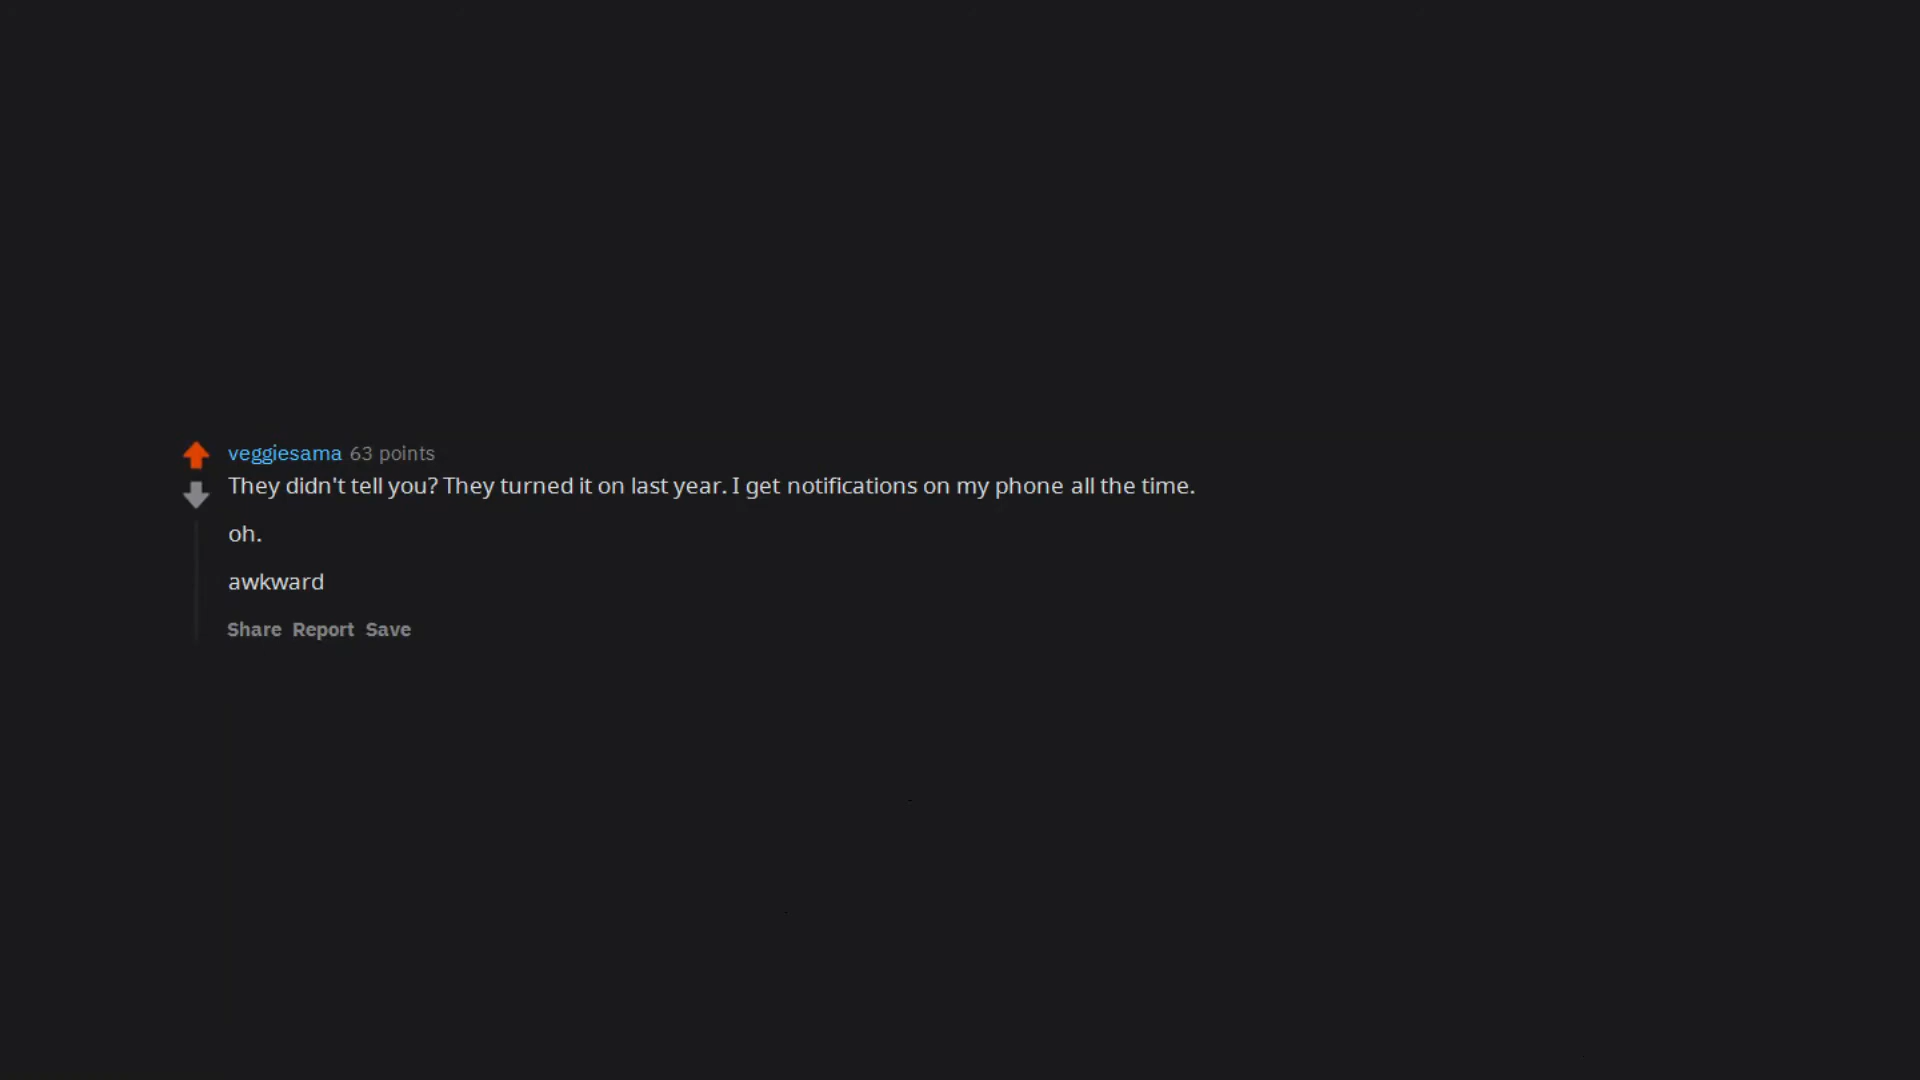 veggiesama 63 points
They didn't tell you? They turned it on last year. I get notifications on my phone all the time.
oh.
awkward
Share Report Save